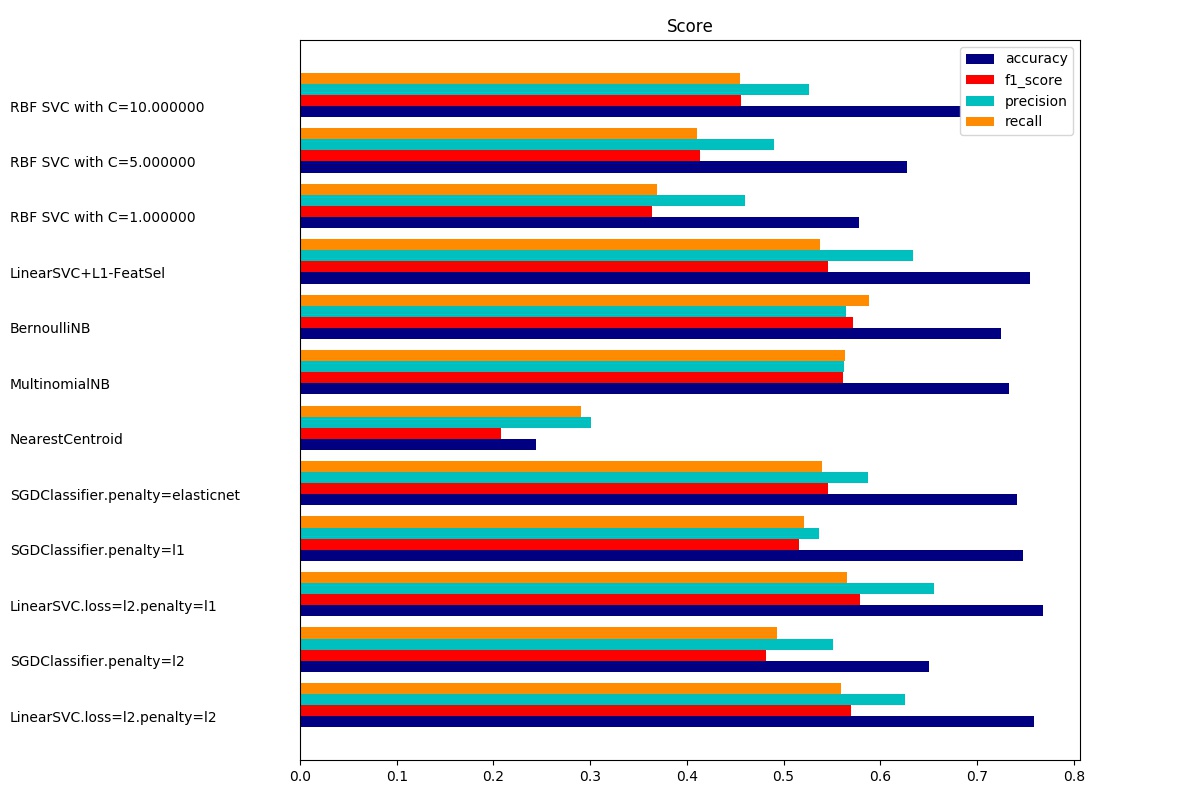 Score
accuracy
f1_score
precision
recall
RBF SVC with C=10.000000
RBF SVC with C=5.000000
RBF SVC with C=1.000000
LinearSVC+L1-FeatSel
BernoulliNB
MultinomialNB
NearestCentroid
SGDClassifier.penalty=elasticnet
SGDClassifier.penalty=l1
LinearSVC.loss=l2.penalty=l1
SGDClassifier.penalty=l2
LinearSVC.loss=l2.penalty=l2
0.0 0.1 0.2 0.3 0.4 0.5 0.6 0.7 0.8